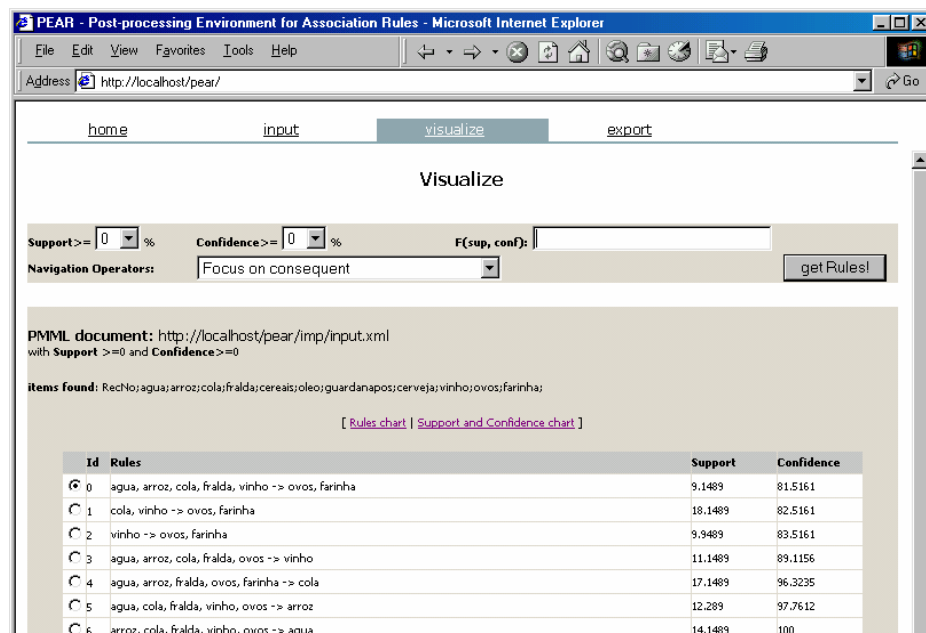 PEAR - Post-processing Environment for Association Rules - Microsoft Internet Explorer
File Edit View Favorites Tools Help
Address http://localhost/pear/ Go
home input visualize export
Visualize
Support>= 0 % Confidence>= 0 % F(sup, conf):
Navigation Operators: Focus on consequent get Rules!
PMML document: http://localhost/pear/imp/input.xml
with Support >=0 and Confidence>=0
items found: RecNo;agua;arroz;cola;fralda;cereais;oleo;guardanapos;cerveja;vinho;ovos;farinha;
[ Rules chart | Support and Confidence chart ]
Id Rules Support Confidence
0 agua, arroz, cola, fralda, vinho -> ovos, farinha 9.1489 81.5161
1 cola, vinho -> ovos, farinha 18.1489 82.5161
2 vinho -> ovos, farinha 9.9489 83.5161
3 agua, arroz, cola, fralda, ovos -> vinho 11.1489 89.1156
4 agua, arroz, fralda, ovos, farinha -> cola 17.1489 96.3235
5 agua, cola, fralda, vinho, ovos -> arroz 12.289 97.7612
6 arroz, cola, fralda, vinho, ovos -> agua 14.1489 100